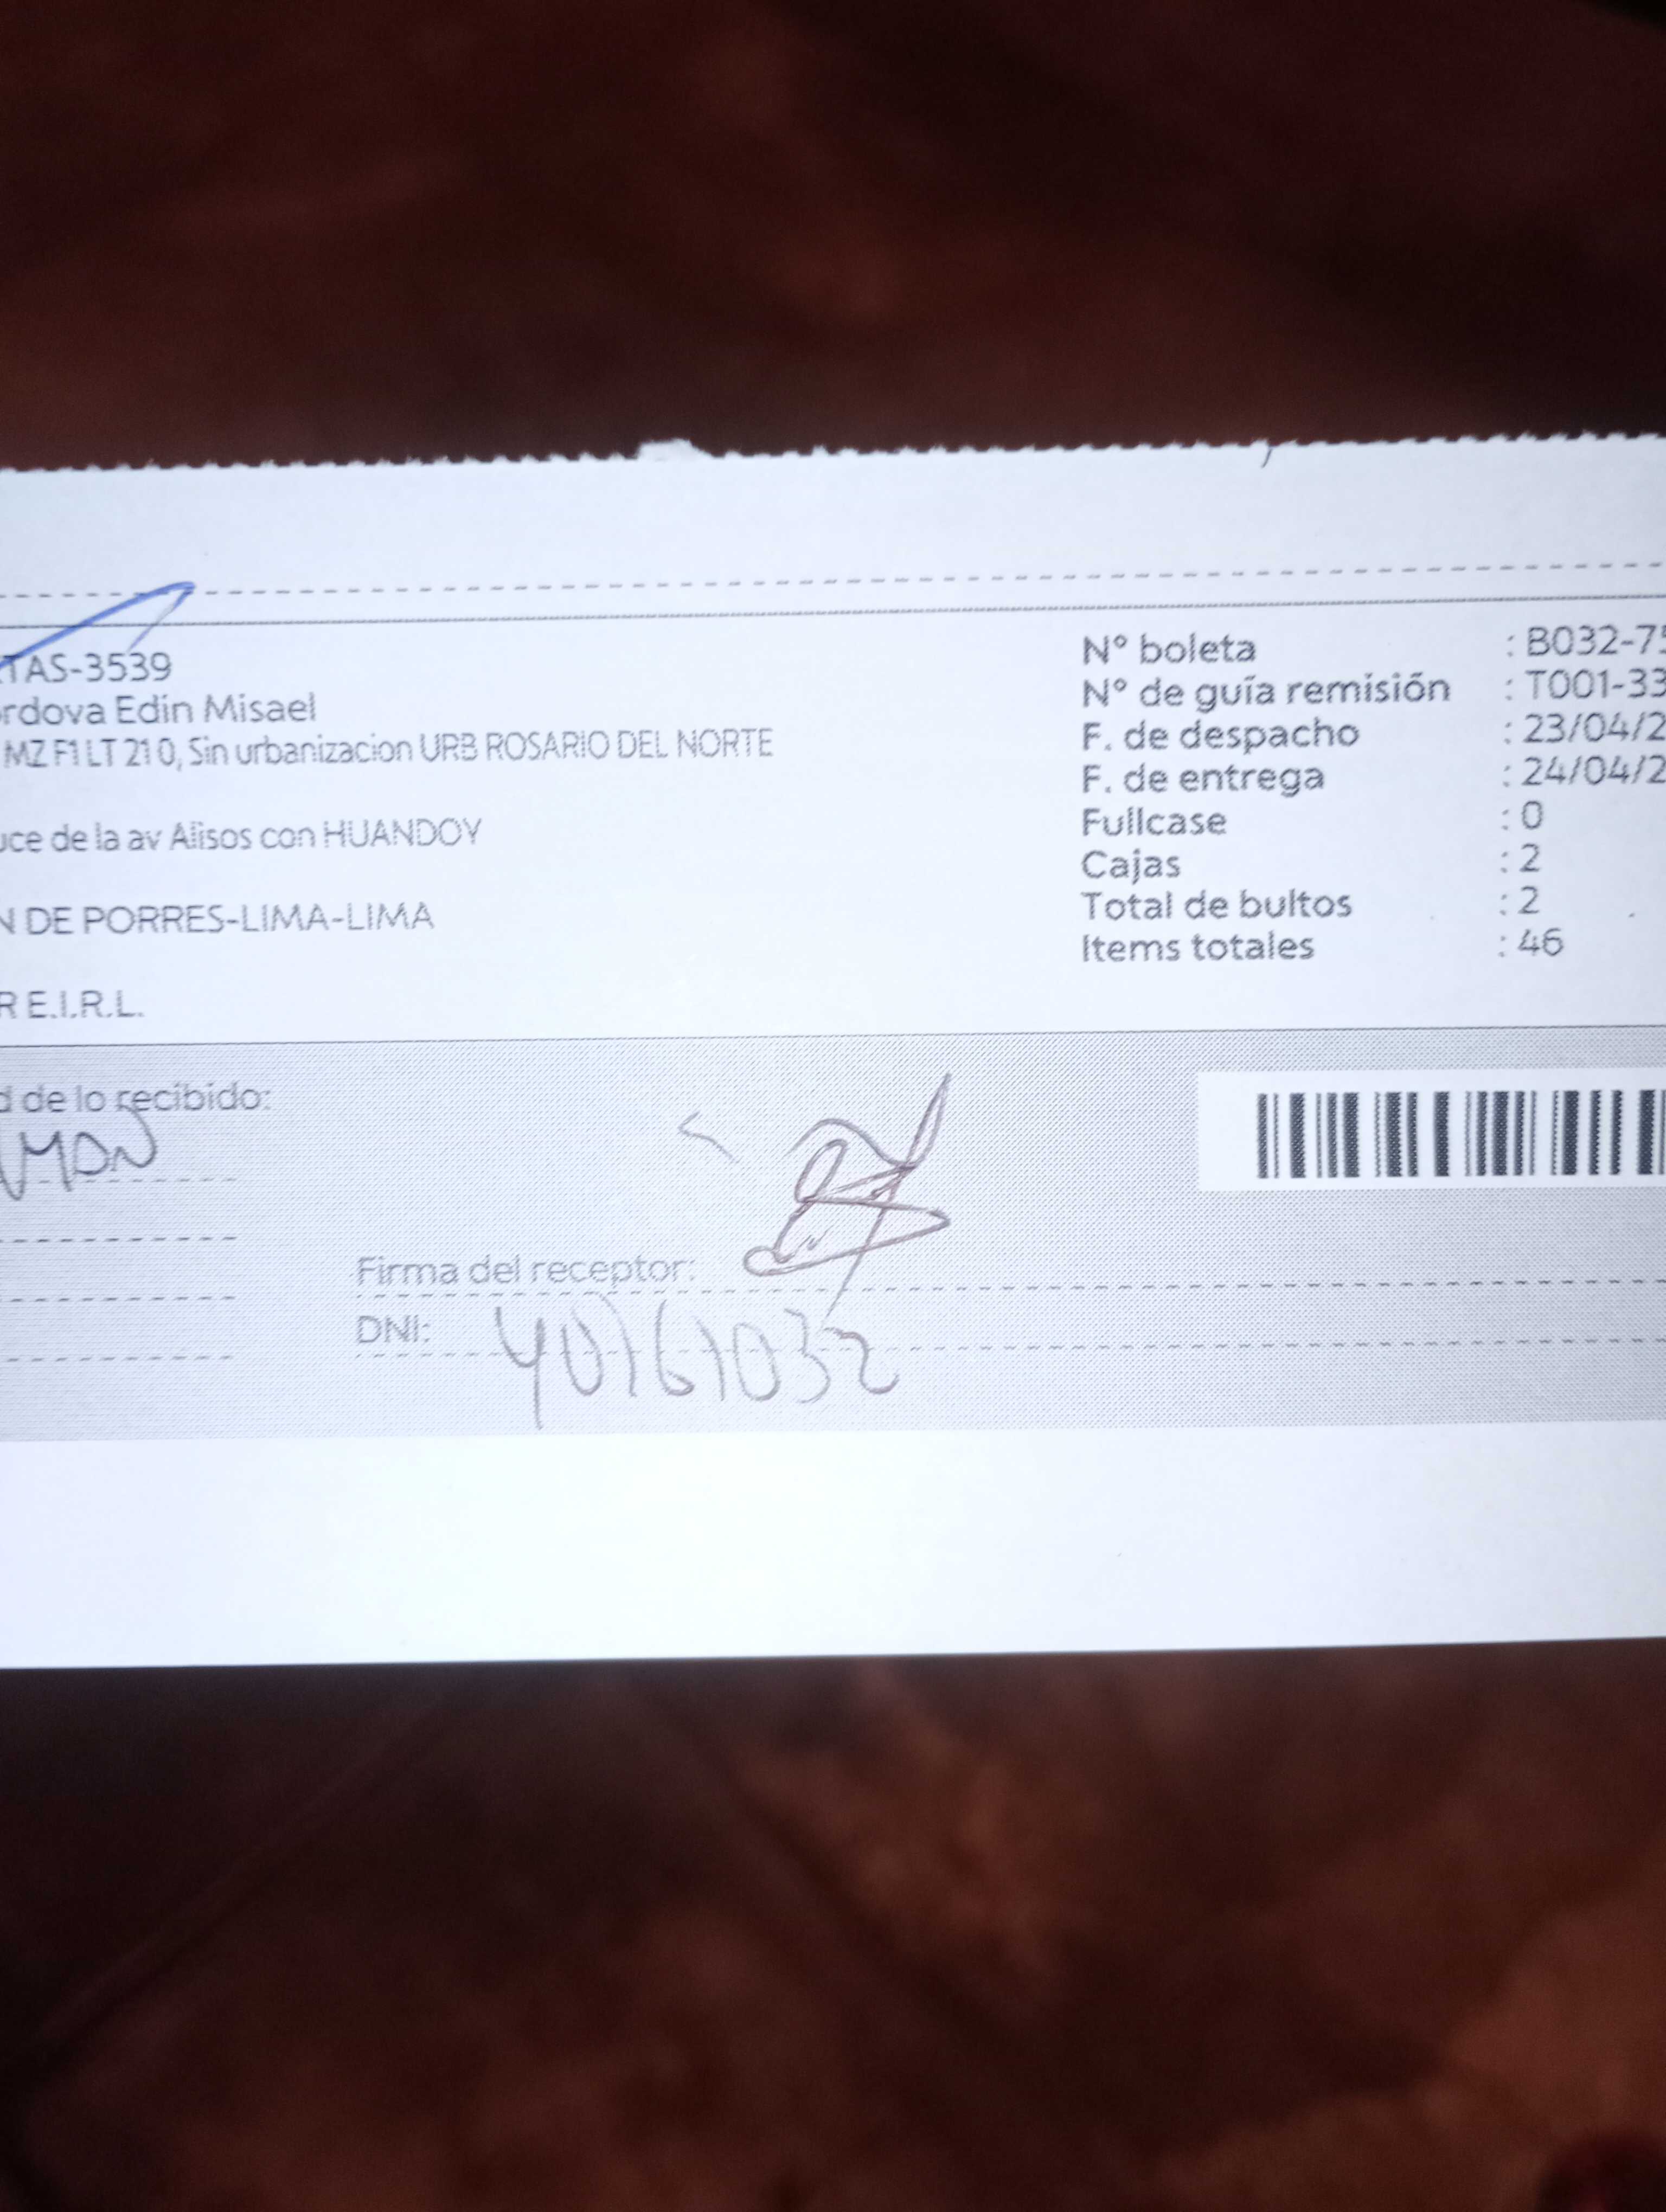 TAS-3539
rdova Edin Misael
MZ F1 LT 21 0, Sin urbanizacion URB ROSARIO DEL NORTE
uce de la av Alisos con HUANDOY
N DE PORRES-LIMA-LIMA
R E.I.R.L.
N° boleta : B032-75
N° de guía remisión : T001-33
F. de despacho : 23/04/2
F. de entrega : 24/04/2
Fullcase : 0
Cajas : 2
Total de bultos : 2
Items totales : 46
d de lo recibido:
Firma del receptor:
DNI: 40161032